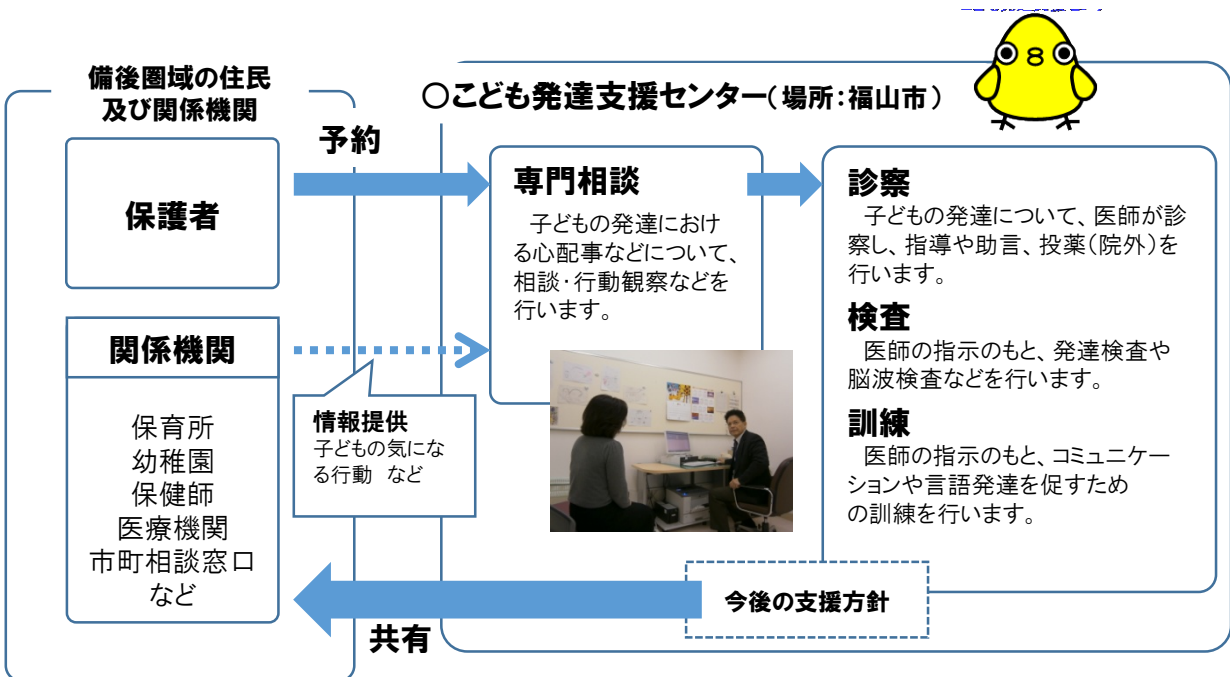 備後圏域の住民
及び関係機関
○こども発達支援センター(場所:福山市)
予約
保護者
専門相談
子どもの発達におけ
る心配事などについて、
相談・行動観察などを
行います。
診察
子どもの発達について、医師が診
察し、指導や助言、投薬(院外)を
行います。
検査
医師の指示のもと、発達検査や
脳波検査などを行います。
訓練
医師の指示のもと、コミュニケー
ションや言語発達を促すため
の訓練を行います。
関係機関
保育所
幼稚園
保健師
医療機関
市町相談窓口
など
情報提供
子どもの気にな
る行動 など
今後の支援方針
共有